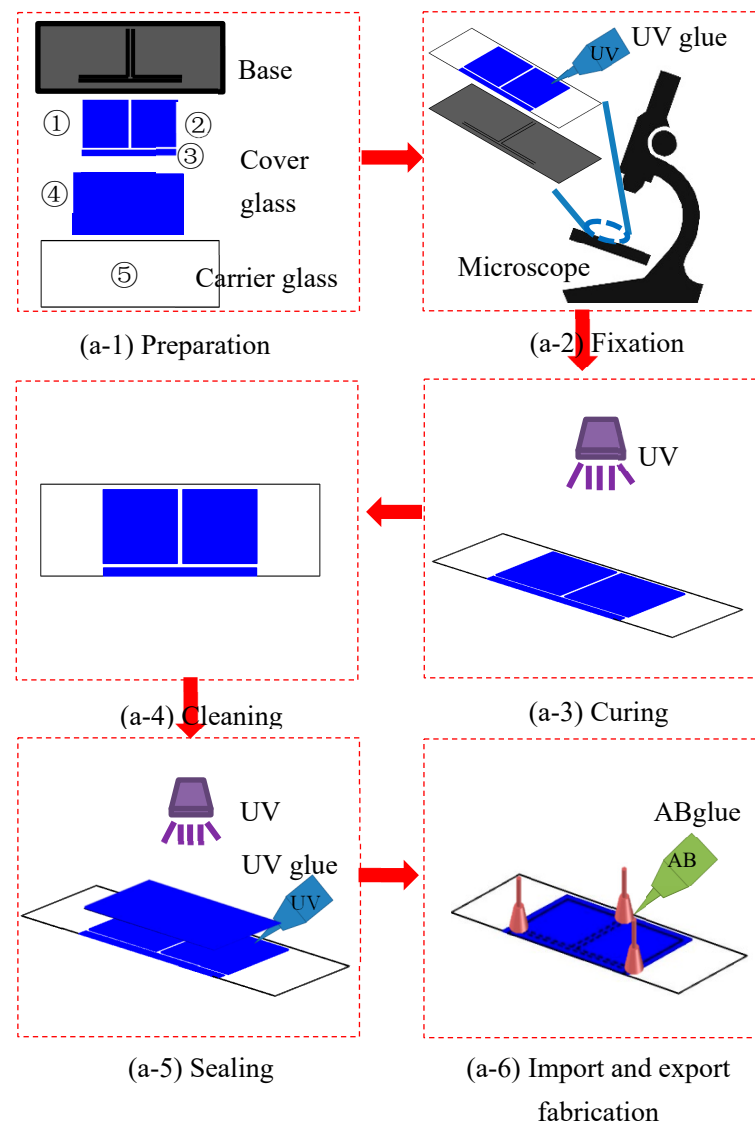 Base
①
②
③
Cover
glass
④
⑤
Carrier glass
(a-1) Preparation
UV glue
UV
Microscope
(a-2) Fixation
UV
(a-3) Curing
(a-4) Cleaning
UV
UV glue
UV
(a-5) Sealing
ABglue
AB
(a-6) Import and export
fabrication